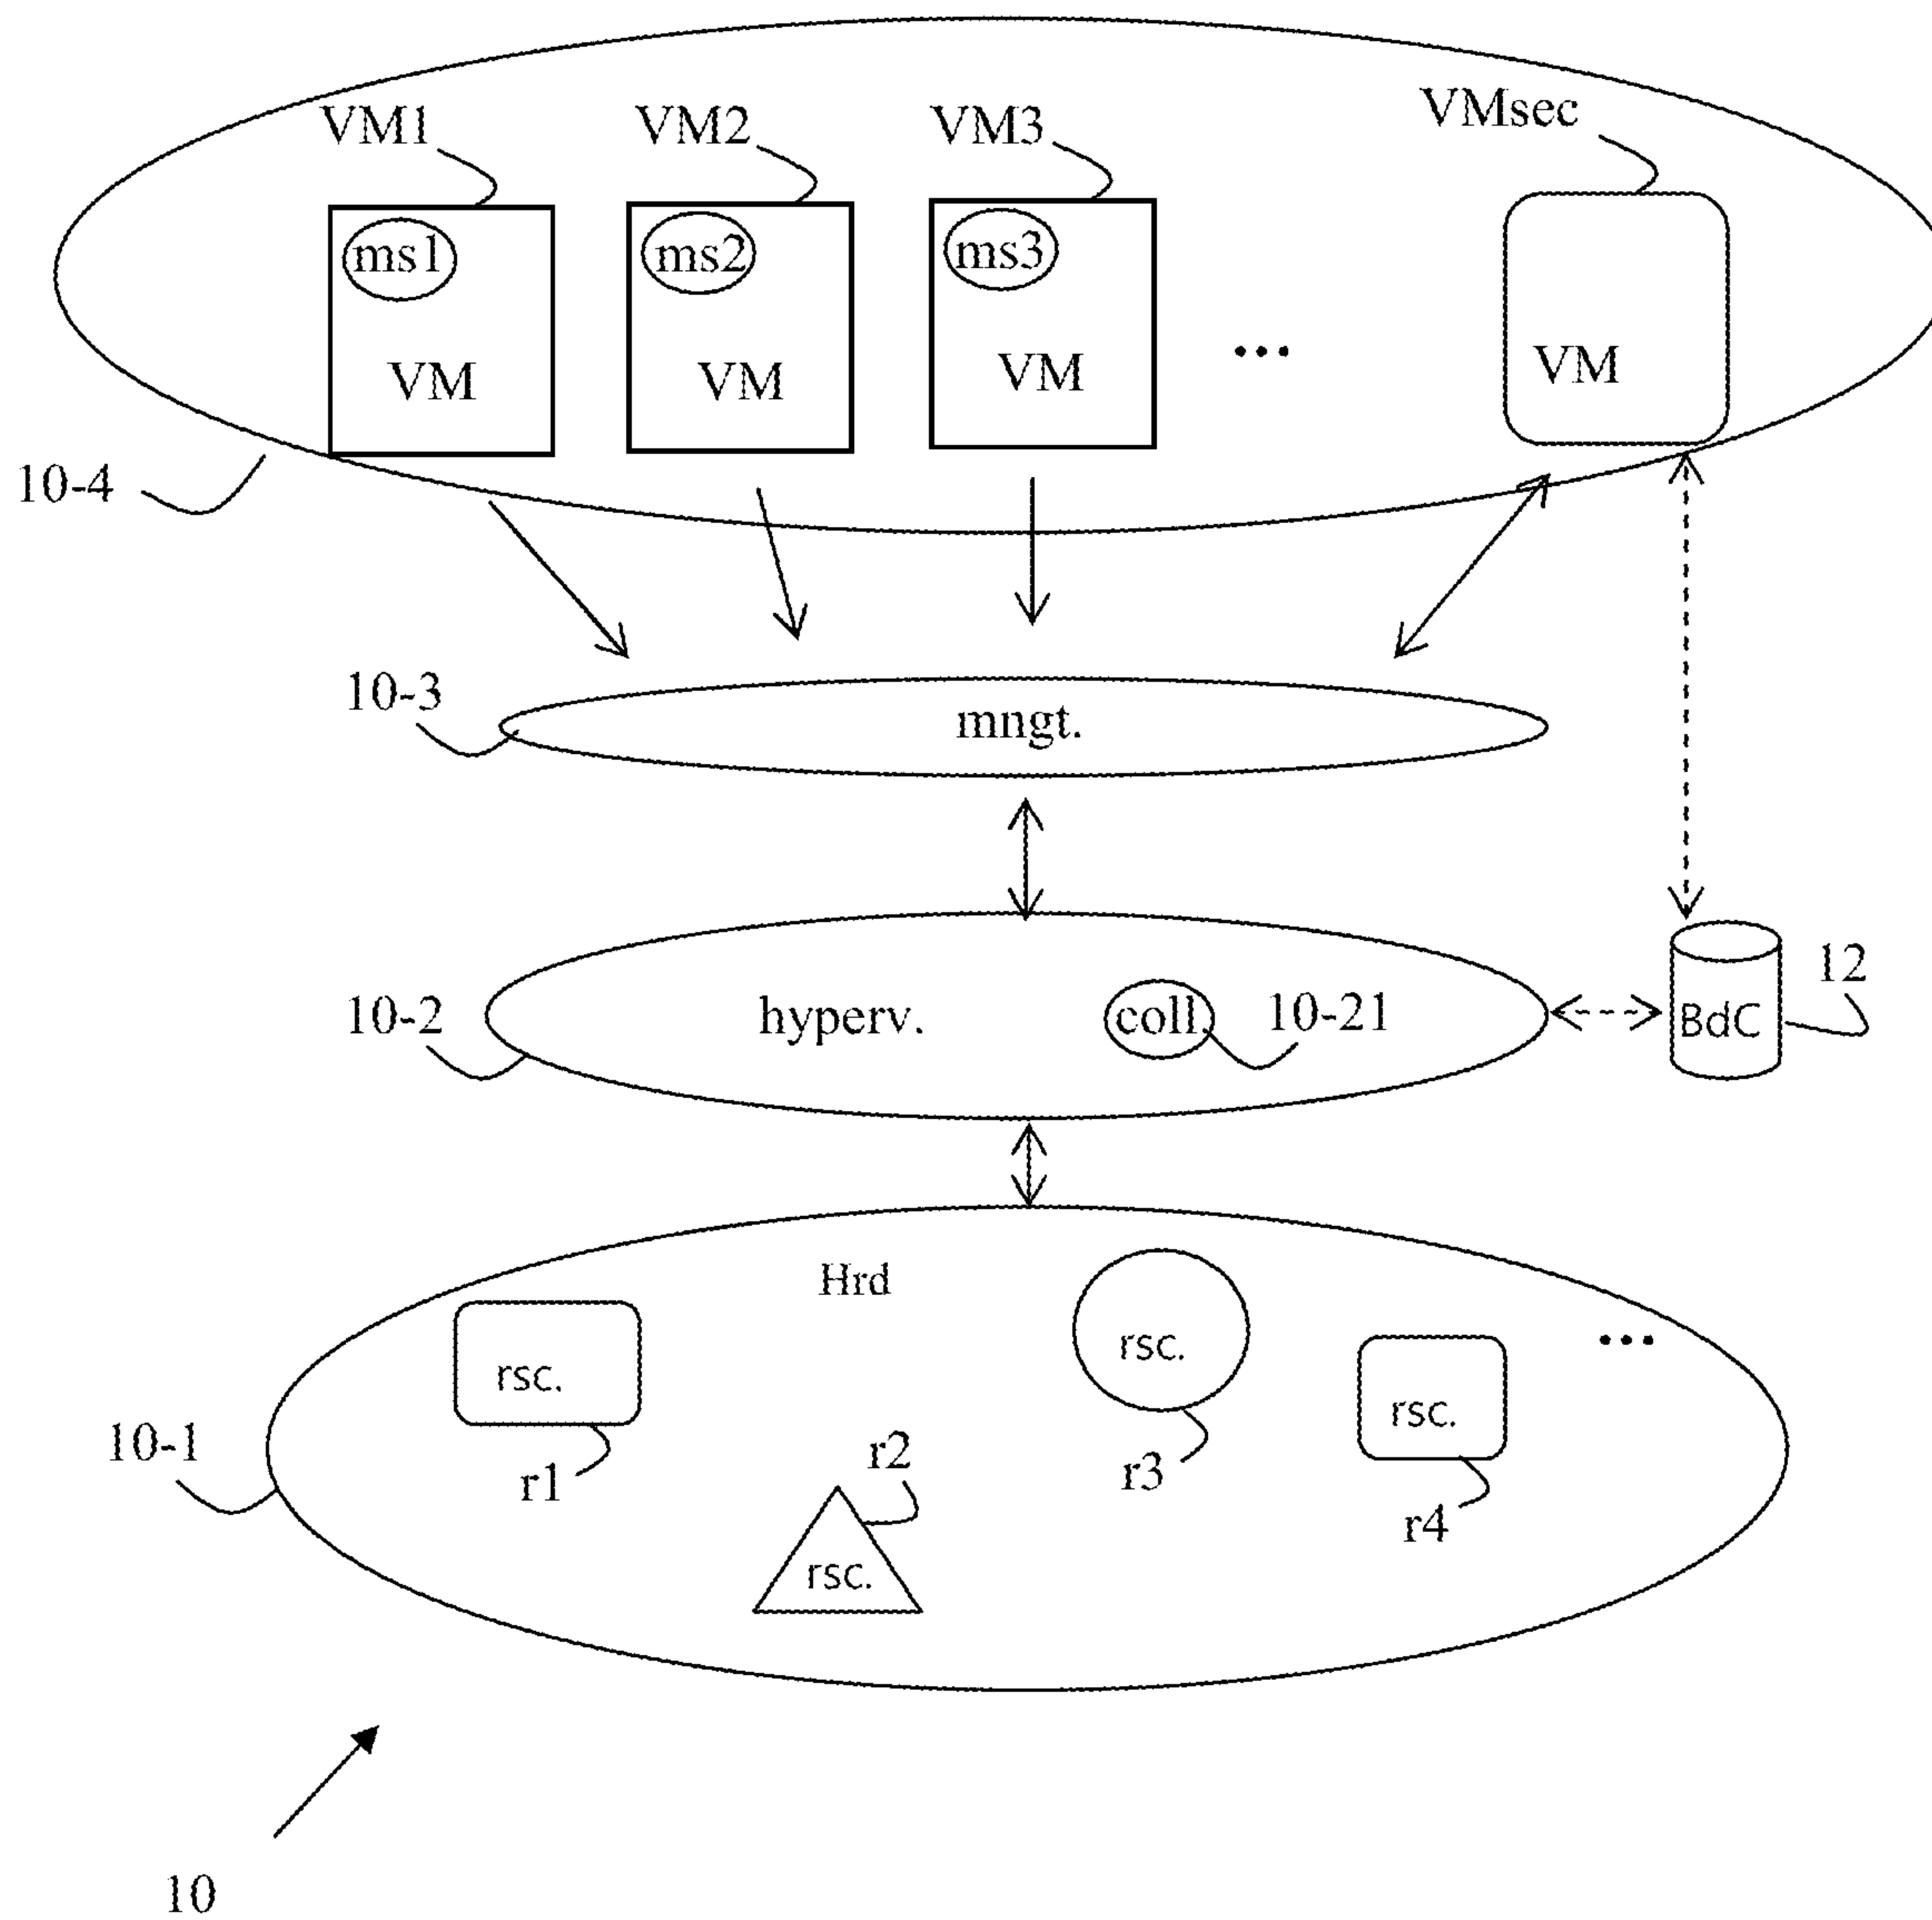 VM1 VM2 VM3 VMsec
ms1 ms2 ms3
VM VM VM ... VM
10-4
10-3
mngt.
10-2 hyperv. coll. 10-21 BdC 12
Hrd
rsc. rsc. rsc. ...
10-1 r1 r2 r3 r4
rsc.
10